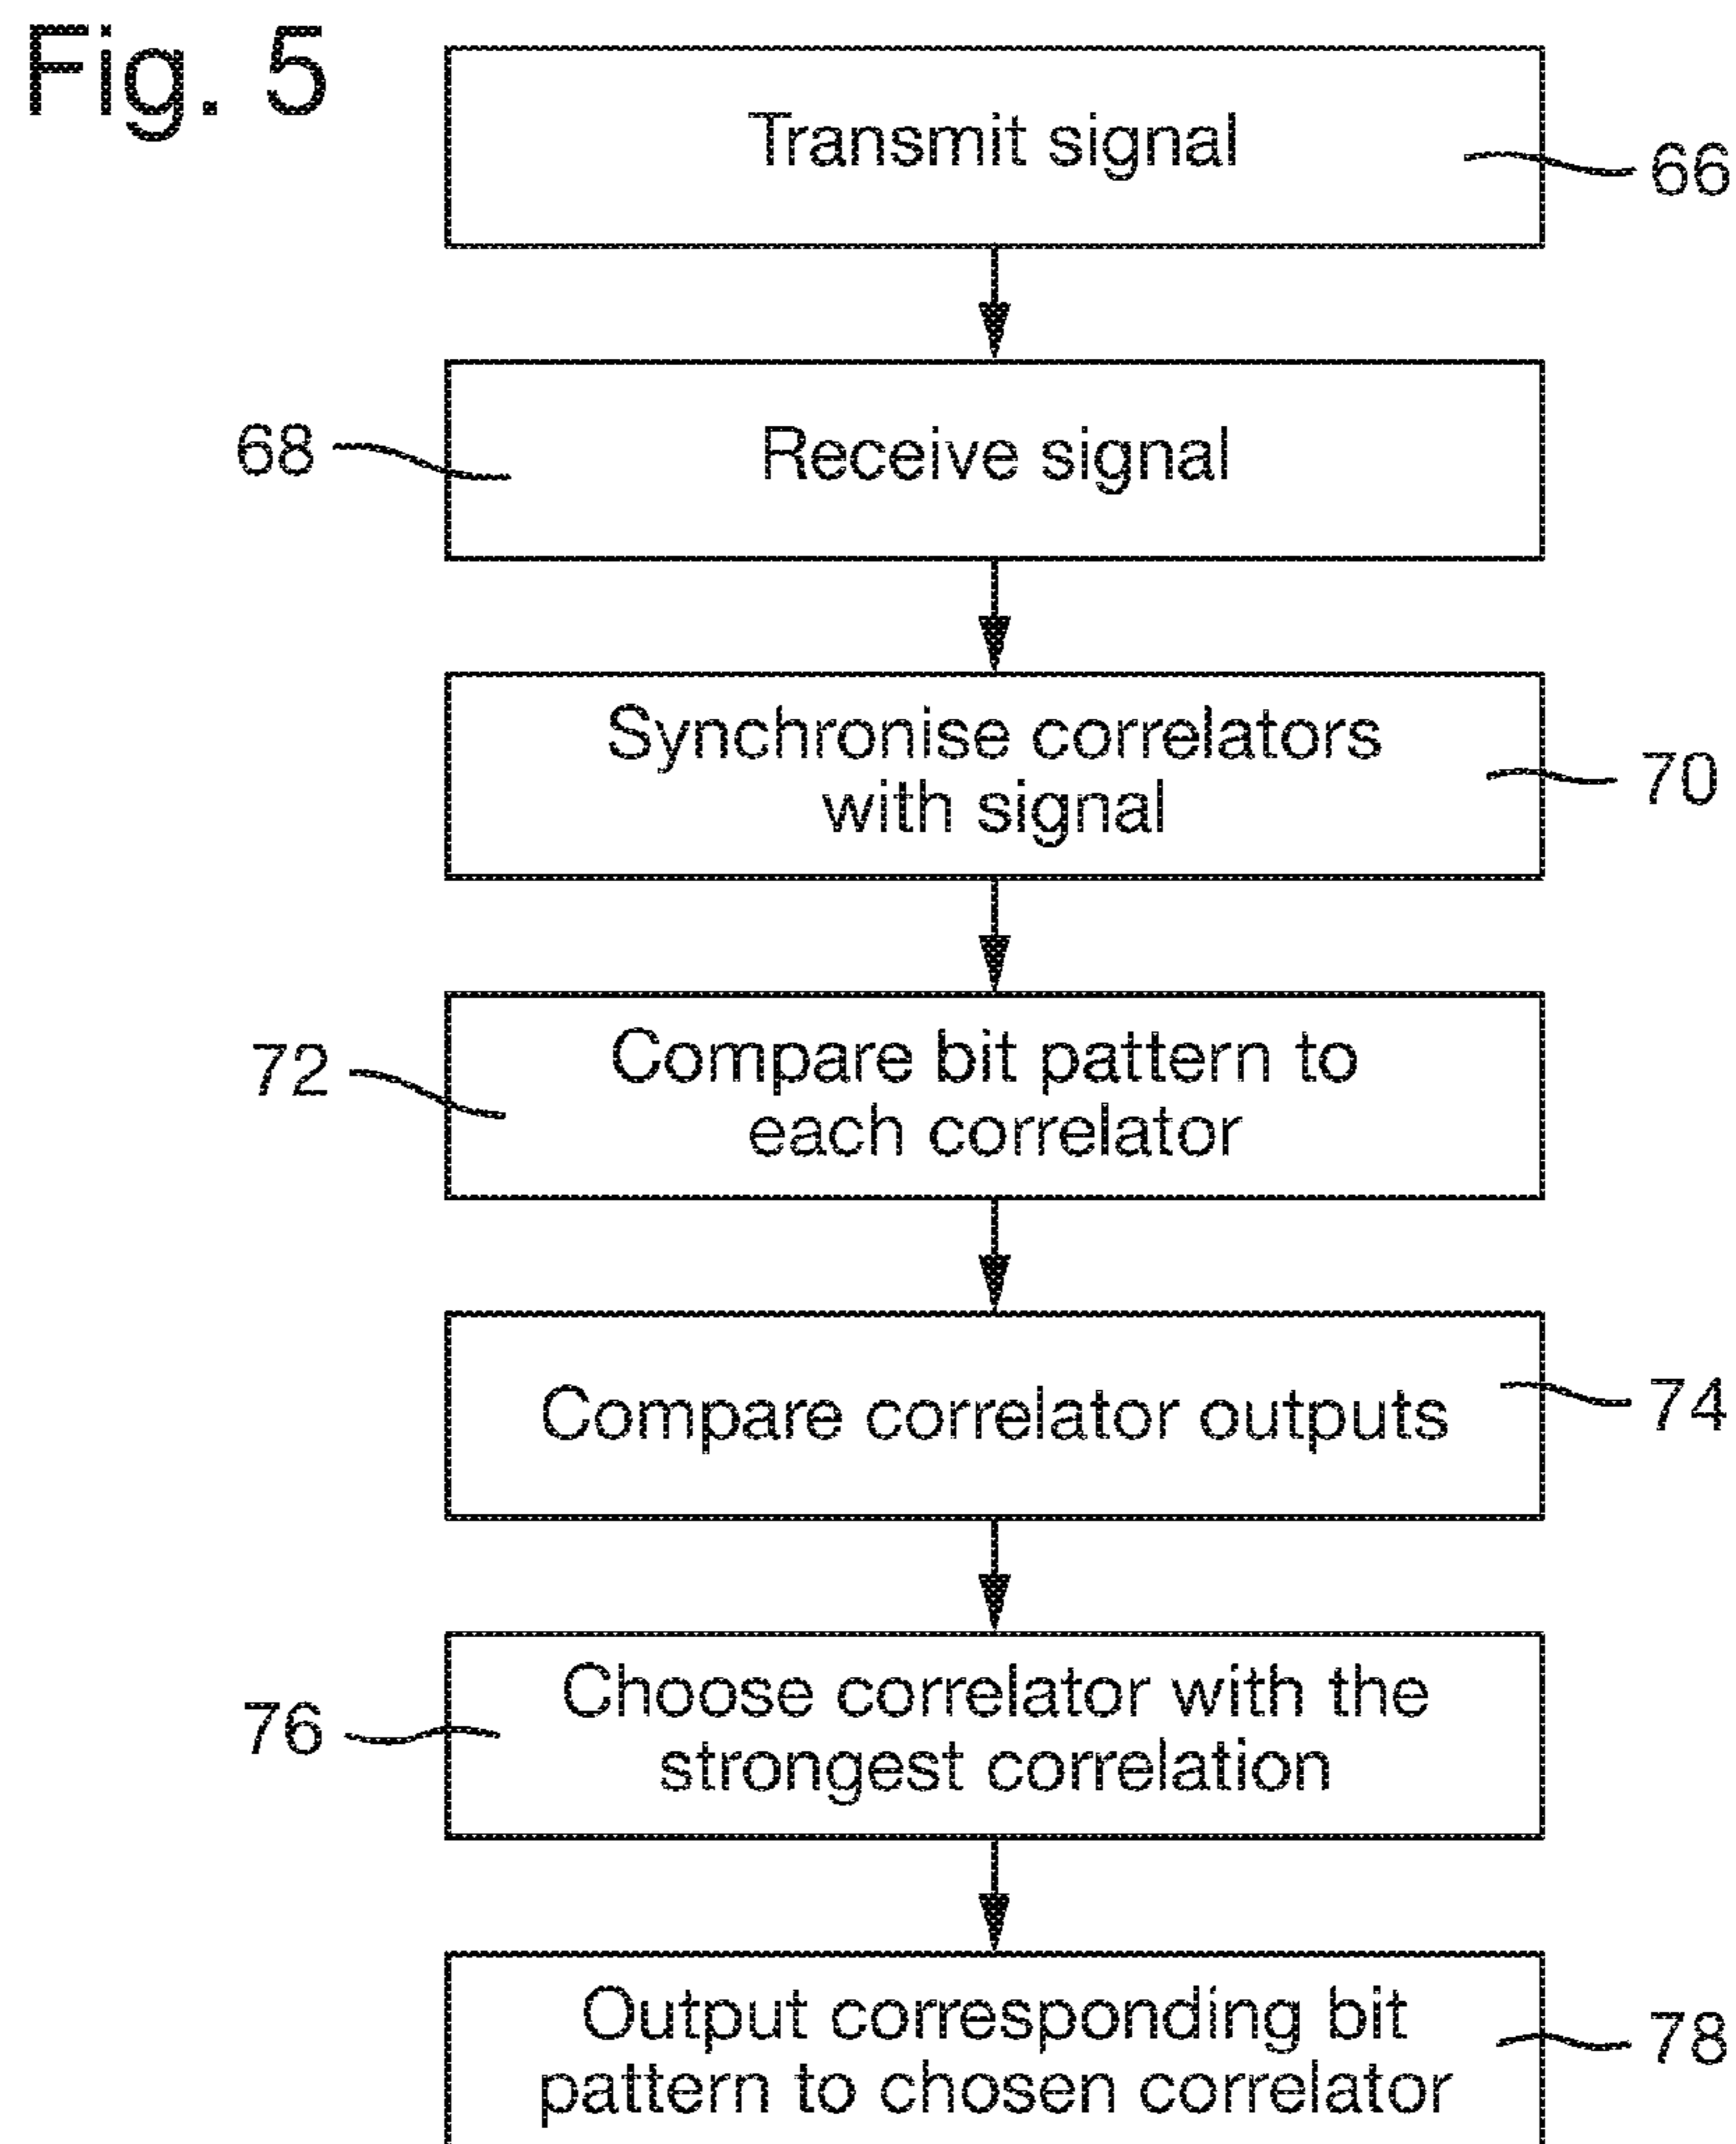 Fig. 5
Transmit signal
66
68
Receive signal
Synchronise correlators
with signal
70
72
Compare bit pattern to
each correlator
Compare correlator outputs
74
76
Choose correlator with the
strongest correlation
Output corresponding bit
pattern to chosen correlator
78